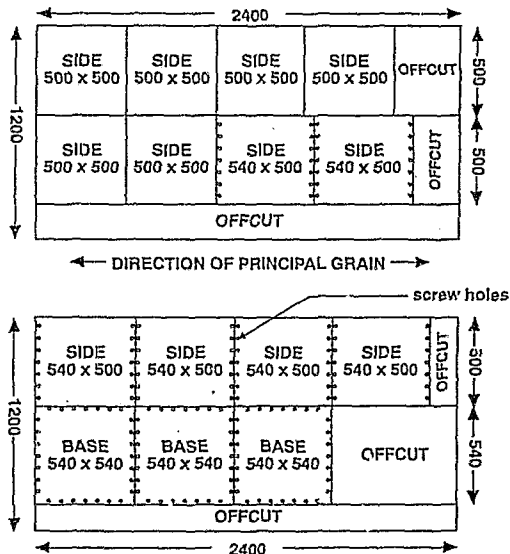 2400
SIDE SIDE SIDE SIDE OFFCUT
500 x 500 500 x 500 500 x 500 500 x 500
500
1200
SIDE SIDE SIDE SIDE OFFCUT
500 x 500 500 x 500 540 x 500 540 x 500
500
OFFCUT
DIRECTION OF PRINCIPAL GRAIN
screw holes
SIDE SIDE SIDE SIDE OFFCUT
540 x 500 540 x 500 540 x 500 540 x 500
500
1200
BASE BASE BASE OFFCUT
540 x 540 540 x 540 540 x 540
540
OFFCUT
2400